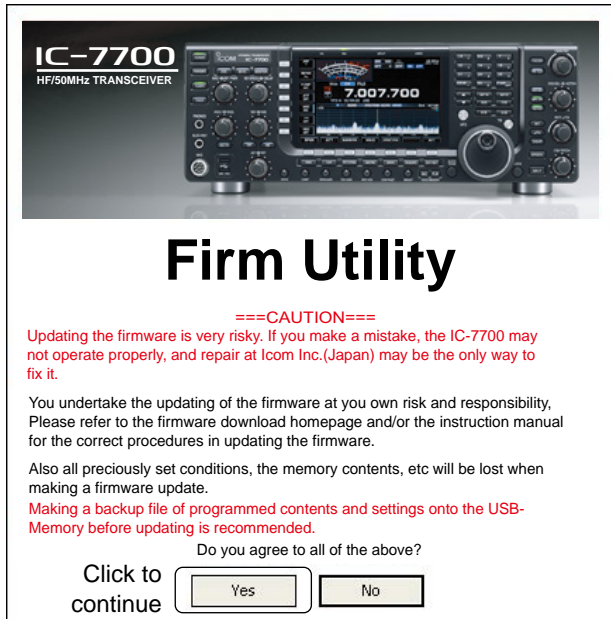 IC-7700
HF/50MHz TRANSCEIVER
ICOM
7.007.700
Firm Utility
===CAUTION===
Updating the firmware is very risky. If you make a mistake, the IC-7700 may
not operate properly, and repair at Icom Inc.(Japan) may be the only way to
fix it.
You undertake the updating of the firmware at you own risk and responsibility,
Please refer to the firmware download homepage and/or the instruction manual
for the correct procedures in updating the firmware.
Also all preciously set conditions, the memory contents, etc will be lost when
making a firmware update.
Making a backup file of programmed contents and settings onto the USB-
Memory before updating is recommended.
Do you agree to all of the above?
Click to
continue
Yes
No